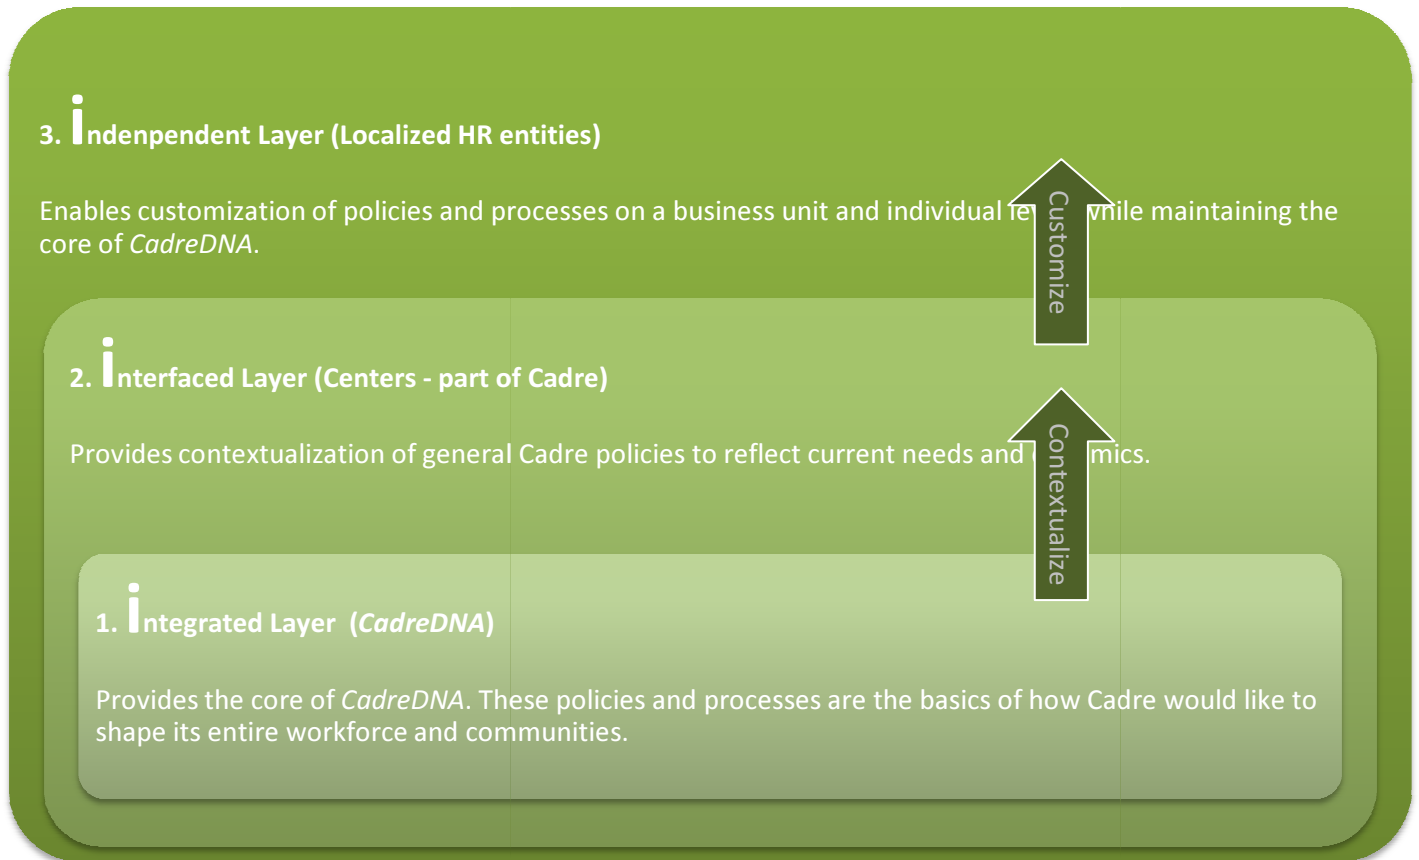 3. indenpendent Layer (Localized HR entities)
Enables customization of policies and processes on a business unit and individual while maintaining the
core of CadreDNA.
Customize
2. interfaced Layer (Centers - part of Cadre)
Provides contextualization of general Cadre policies to reflect current needs and
Contextualize
1. integrated Layer (CadreDNA)
Provides the core of CadreDNA. These policies and processes are the basics of how Cadre would like to
shape its entire workforce and communities.